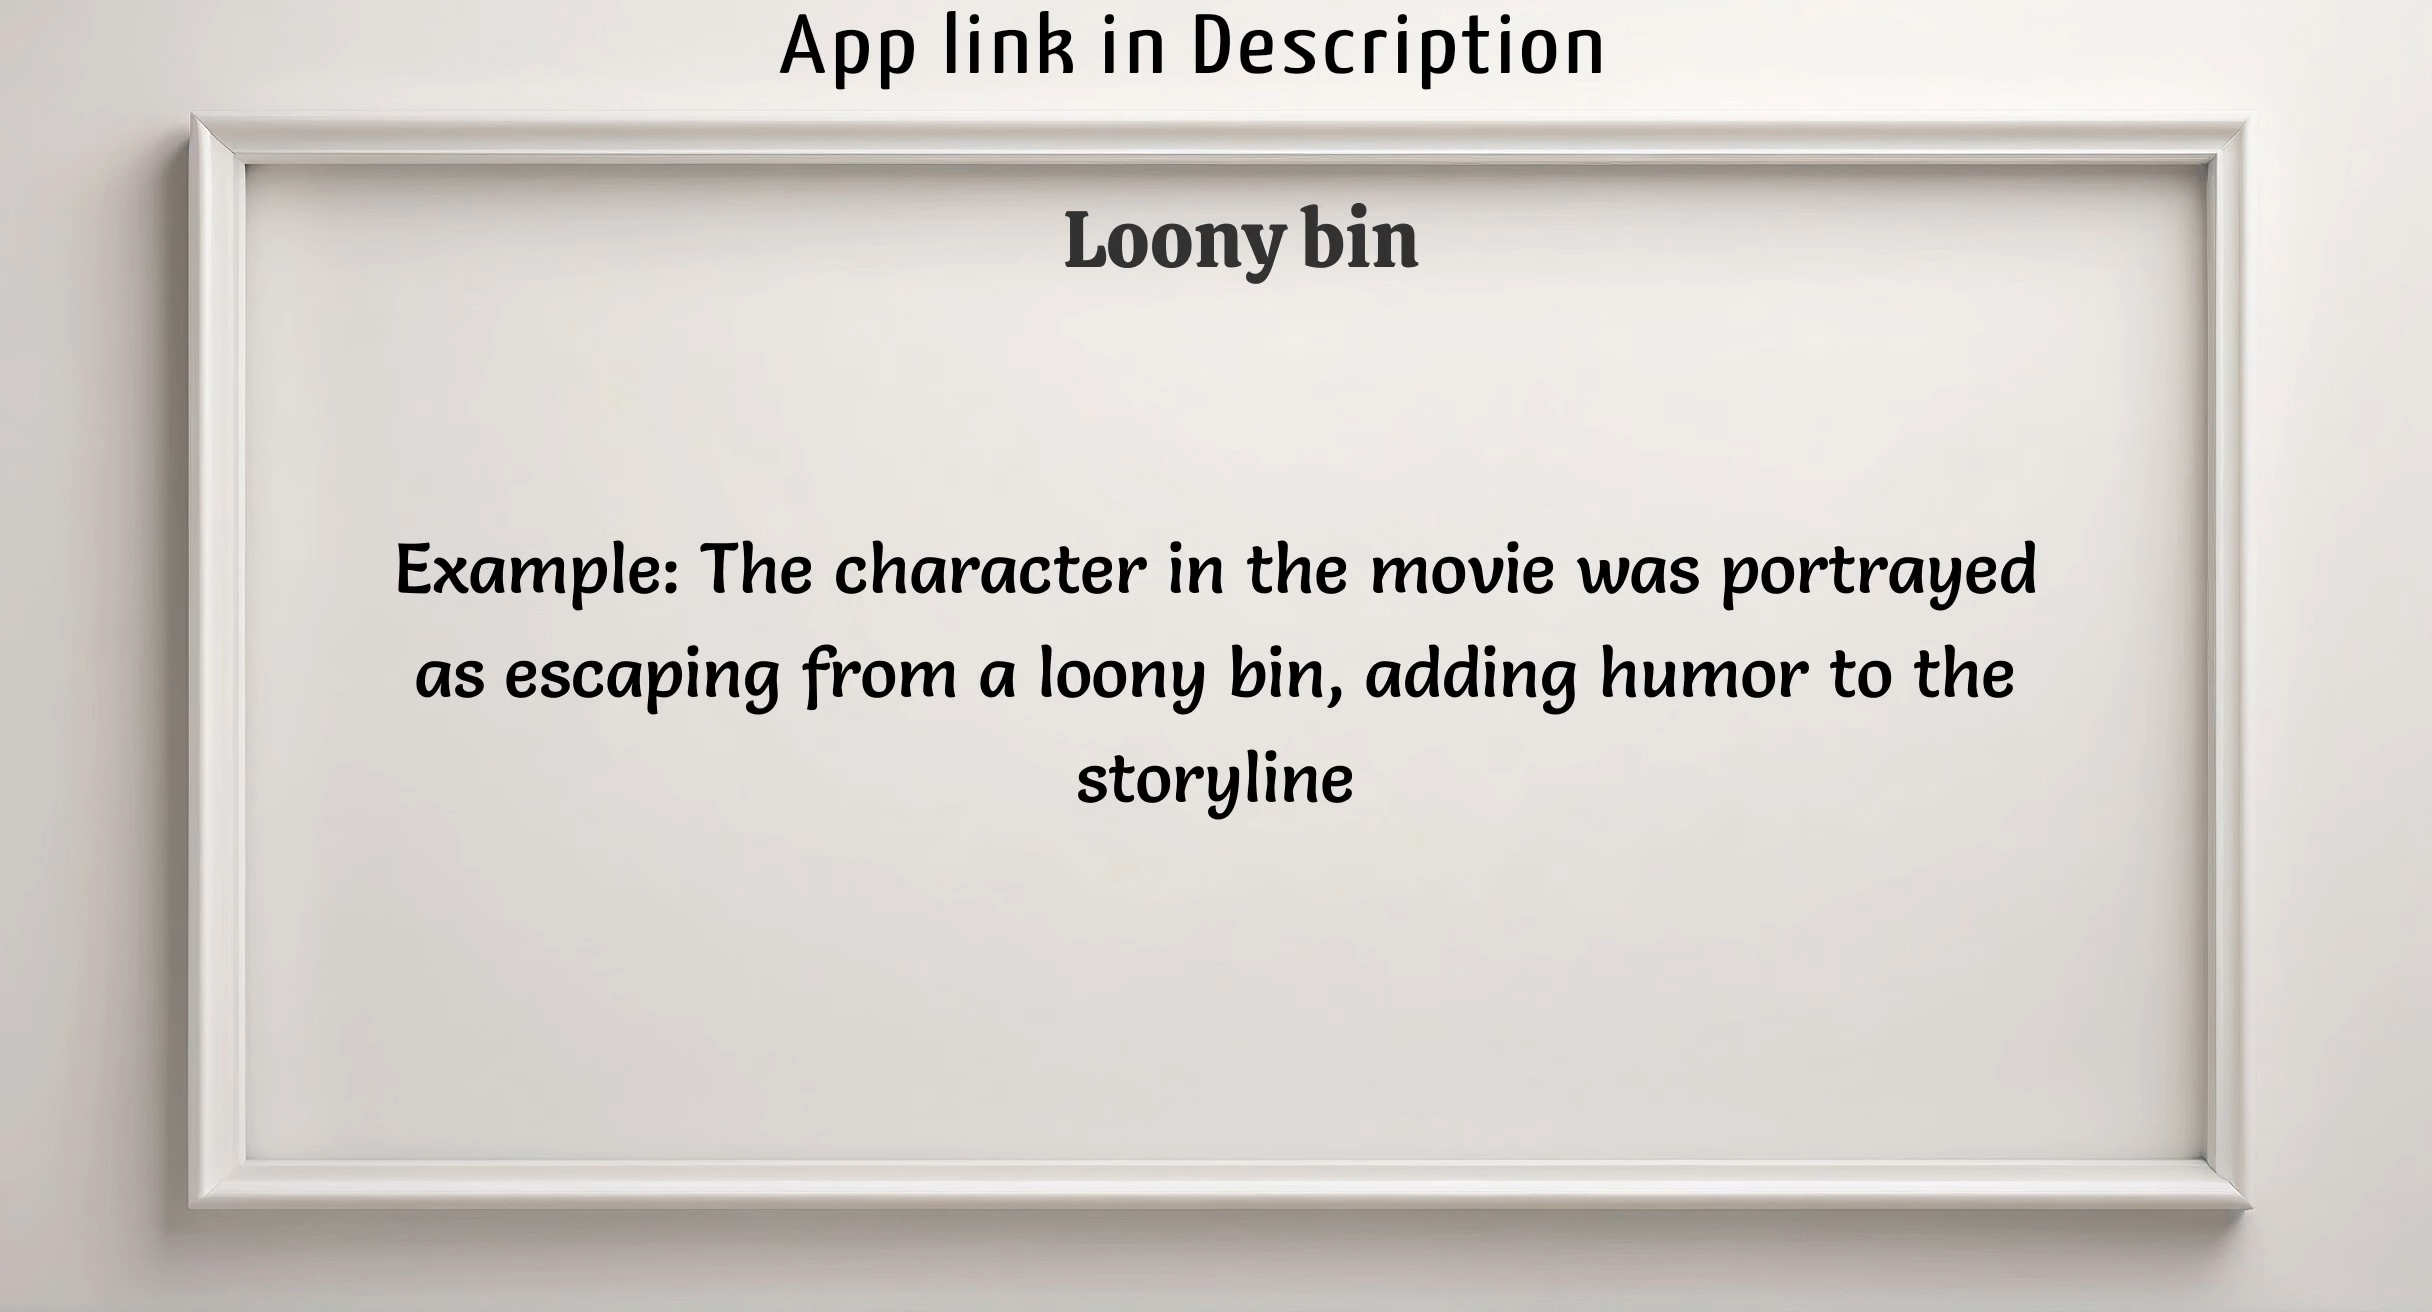 App link in Description
Loony bin
Example: The character in the movie was portrayed
as escaping from a loony bin, adding humor to the
storyline